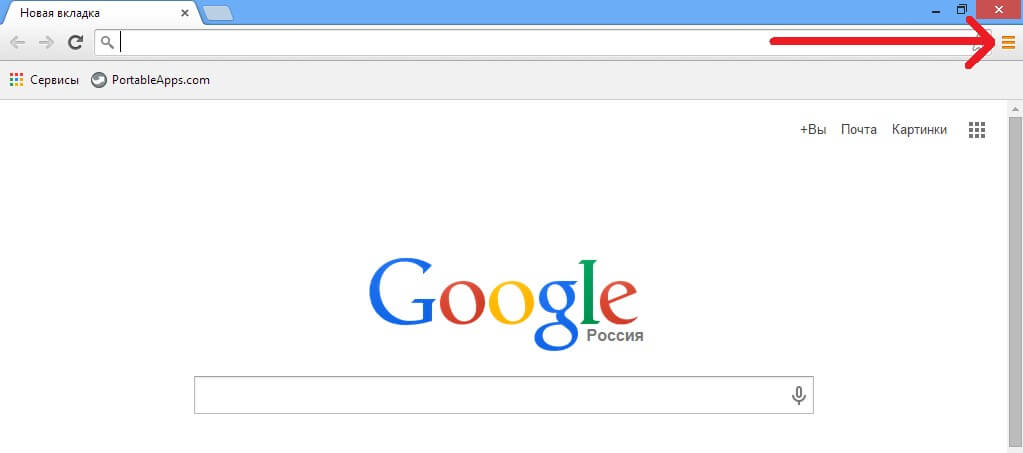 Новая вкладка
Сервисы PortableApps.com
+Вы Почта Картинки
Google
Россия